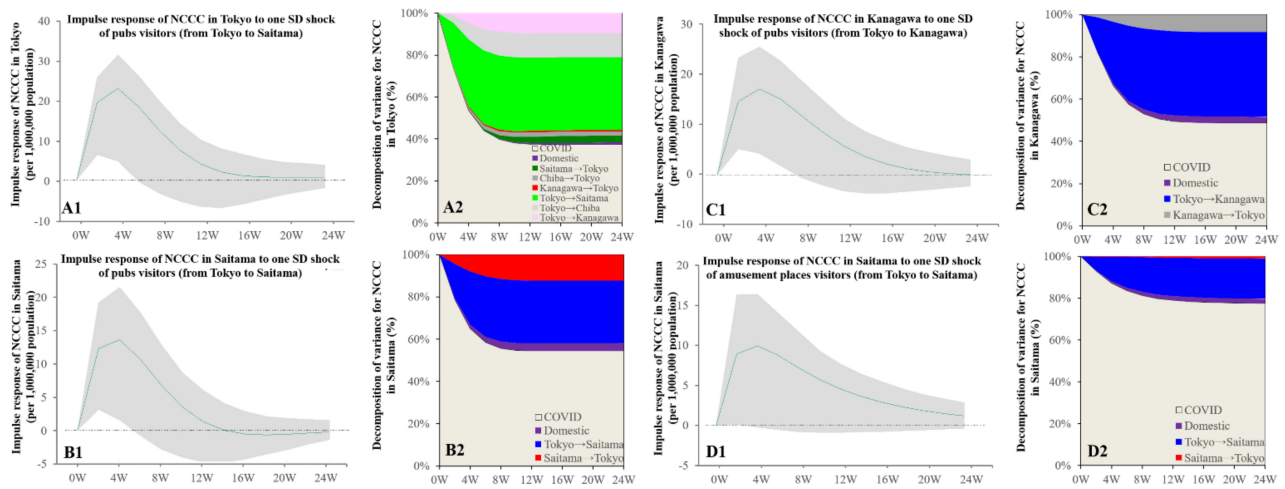 Impulse response of NCCC in Tokyo to one SD shock
of pubs visitors (from Tokyo to Saitama)
Impulse response of NCCC in Tokyo
(per 1,000,000 population)
40
30
20
10
0
-10
A1
0W 4W 8W 12W 16W 20W 24W
Decomposition of variance for NCCC
in Tokyo (%)
100%
80%
60%
40%
20%
0%
COVID
Domestic
Saitama→Tokyo
Chiba→Tokyo
Kanagawa→Tokyo
Tokyo→Saitama
Tokyo→Chiba
Tokyo→Kanagawa
A2
0W 4W 8W 12W 16W 20W 24W
Impulse response of NCCC in Kanagawa to one SD
shock of pubs visitors (from Tokyo to Kanagawa)
Impulse response of NCCC in Kanagawa
(per 1,000,000 population)
30
20
10
0
-10
C1
0W 4W 8W 12W 16W 20W 24W
Decomposition of variance for NCCC
in Kanagawa (%)
100%
80%
60%
40%
20%
0%
COVID
Domestic
Tokyo→Kanagawa
Kanagawa→Tokyo
C2
0W 4W 8W 12W 16W 20W 24W
Impulse response of NCCC in Saitama to one SD shock
of pubs visitors (from Tokyo to Saitama)
Impulse response of NCCC in Saitama
(per 1,000,000 population)
25
20
15
10
5
0
-5
B1
0W 4W 8W 12W 16W 20W 24W
Decomposition of variance for NCCC
in Saitama (%)
100%
80%
60%
40%
20%
0%
COVID
Domestic
Tokyo→Saitama
Saitama→Tokyo
B2
0W 4W 8W 12W 16W 20W 24W
Impulse response of NCCC in Saitama to one SD shock
of amusement places visitors (from Tokyo to Saitama)
Impulse response of NCCC in Saitama
(per 1,000,000 population)
20
15
10
5
0
-5
D1
0W 4W 8W 12W 16W 20W 24W
Decomposition of variance for NCCC
in Saitama (%)
100%
80%
60%
40%
20%
0%
COVID
Domestic
Tokyo→Saitama
Saitama→Tokyo
D2
0W 4W 8W 12W 16W 20W 24W